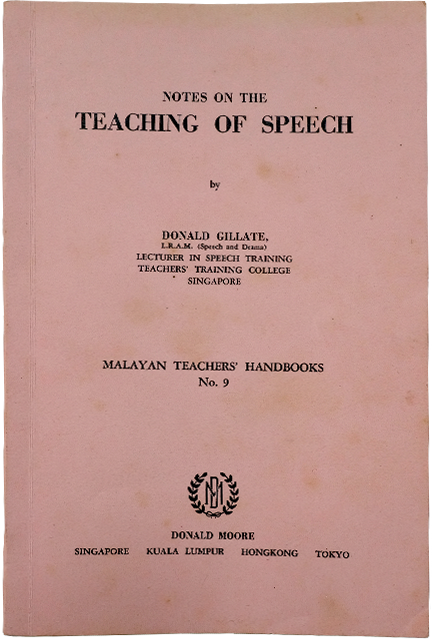 NOTES ON THE
TEACHING OF SPEECH
by
DONALD GILLATE,
L.R.A.M. (Speech and Drama)
LECTURER IN SPEECH TRAINING
TEACHERS' TRAINING COLLEGE
SINGAPORE
MALAYAN TEACHERS' HANDBOOKS
No. 9
DM
DONALD MOORE
SINGAPORE KUALA LUMPUR HONGKONG TOKYO